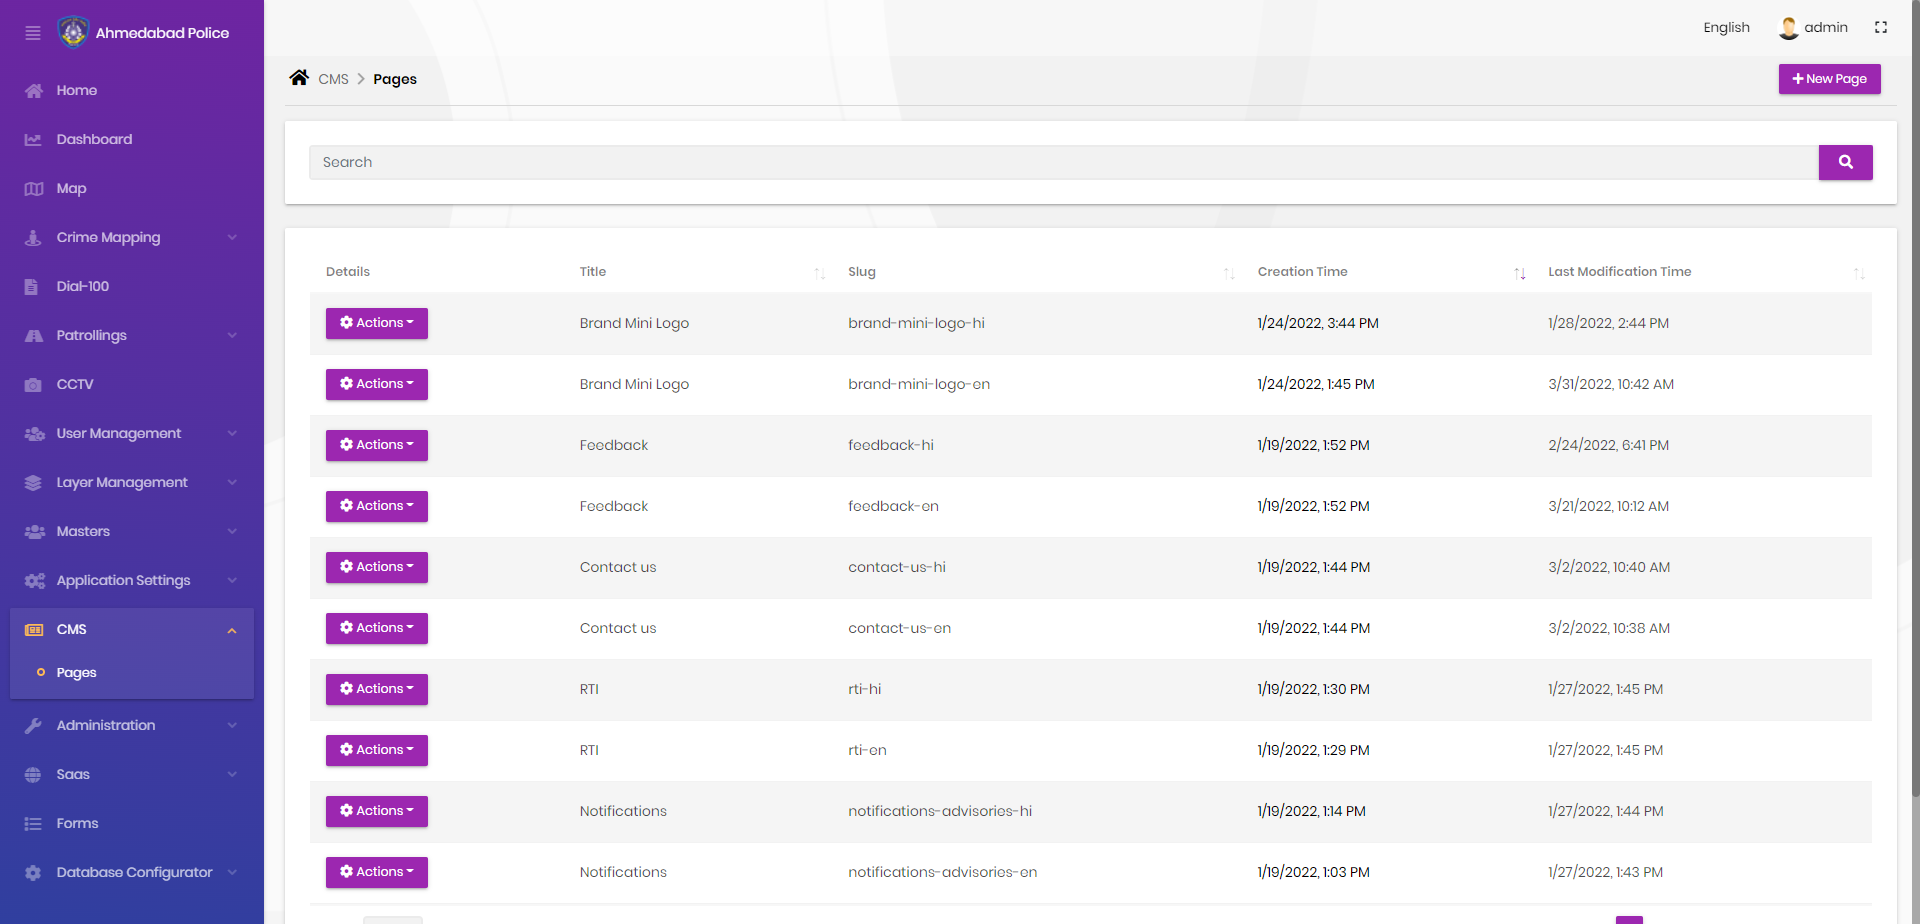 Ahmedabad Police
Home
Dashboard
Map
Crime Mapping
Dial-100
Patrollings
CCTV
User Management
Layer Management
Masters
Application Settings
CMS
Pages
Administration
Saas
Forms
Database Configurator
English
admin
CMS > Pages
+ New Page
Search
Details Title Slug Creation Time Last Modification Time
Actions Brand Mini Logo brand-mini-logo-hi 1/24/2022, 3:44 PM 1/28/2022, 2:44 PM
Actions Brand Mini Logo brand-mini-logo-en 1/24/2022, 1:45 PM 3/31/2022, 10:42 AM
Actions Feedback feedback-hi 1/19/2022, 1:52 PM 2/24/2022, 6:41 PM
Actions Feedback feedback-en 1/19/2022, 1:52 PM 3/21/2022, 10:12 AM
Actions Contact us contact-us-hi 1/19/2022, 1:44 PM 3/2/2022, 10:40 AM
Actions Contact us contact-us-en 1/19/2022, 1:44 PM 3/2/2022, 10:38 AM
Actions RTI rti-hi 1/19/2022, 1:30 PM 1/27/2022, 1:45 PM
Actions RTI rti-en 1/19/2022, 1:29 PM 1/27/2022, 1:45 PM
Actions Notifications notifications-advisories-hi 1/19/2022, 1:14 PM 1/27/2022, 1:44 PM
Actions Notifications notifications-advisories-en 1/19/2022, 1:03 PM 1/27/2022, 1:43 PM